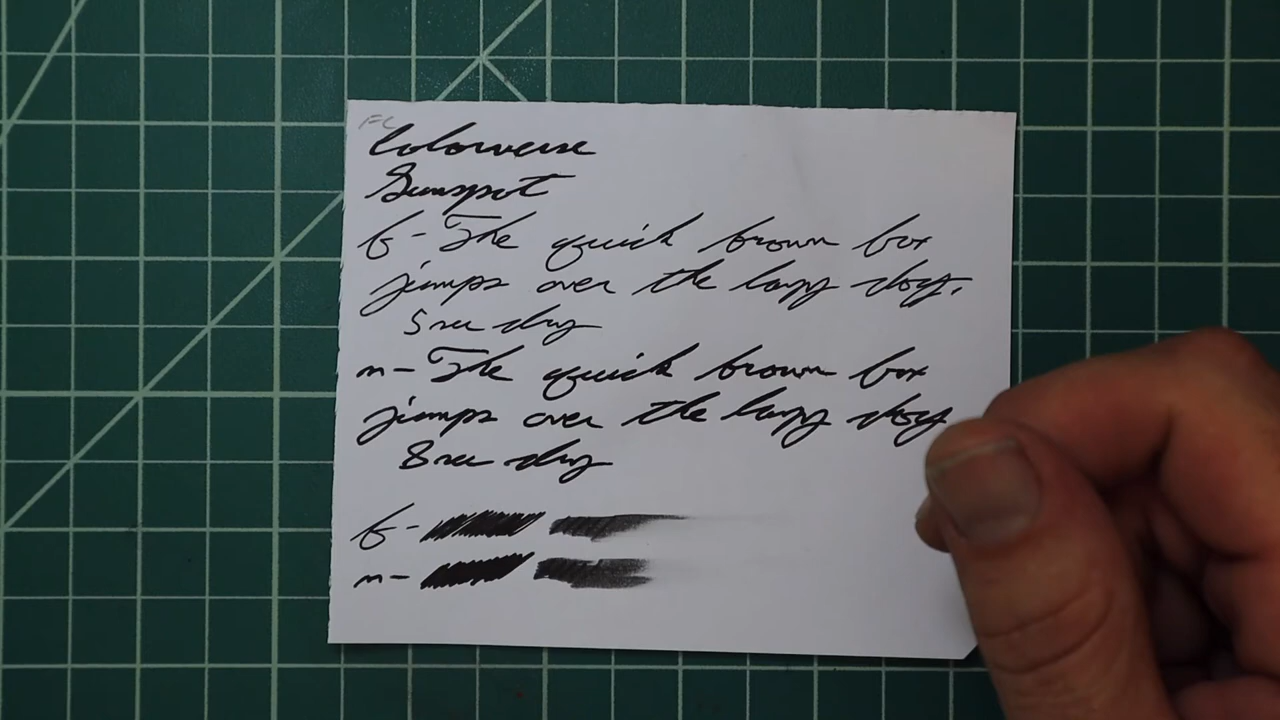 FC
Colorverse
Sunspot
f - The quick brown fox
jumps over the lazy dog.
5 sec dry
m - The quick brown fox
jumps over the lazy dog
8 sec dry
f -
m -